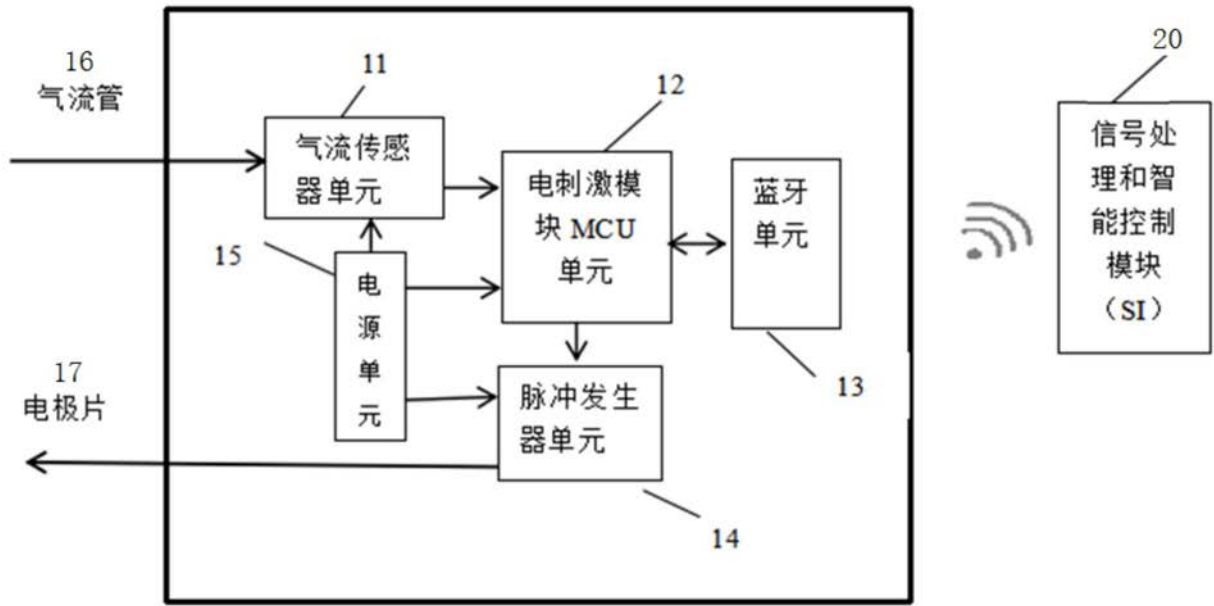 16
气流管
11
气流传感
器单元
12
电刺激模
块 MCU
单元
蓝牙
单元
13
20
信号处
理和智
能控制
模块
（SI）
15
电
源
单
元
17
电极片
脉冲发生
器单元
14